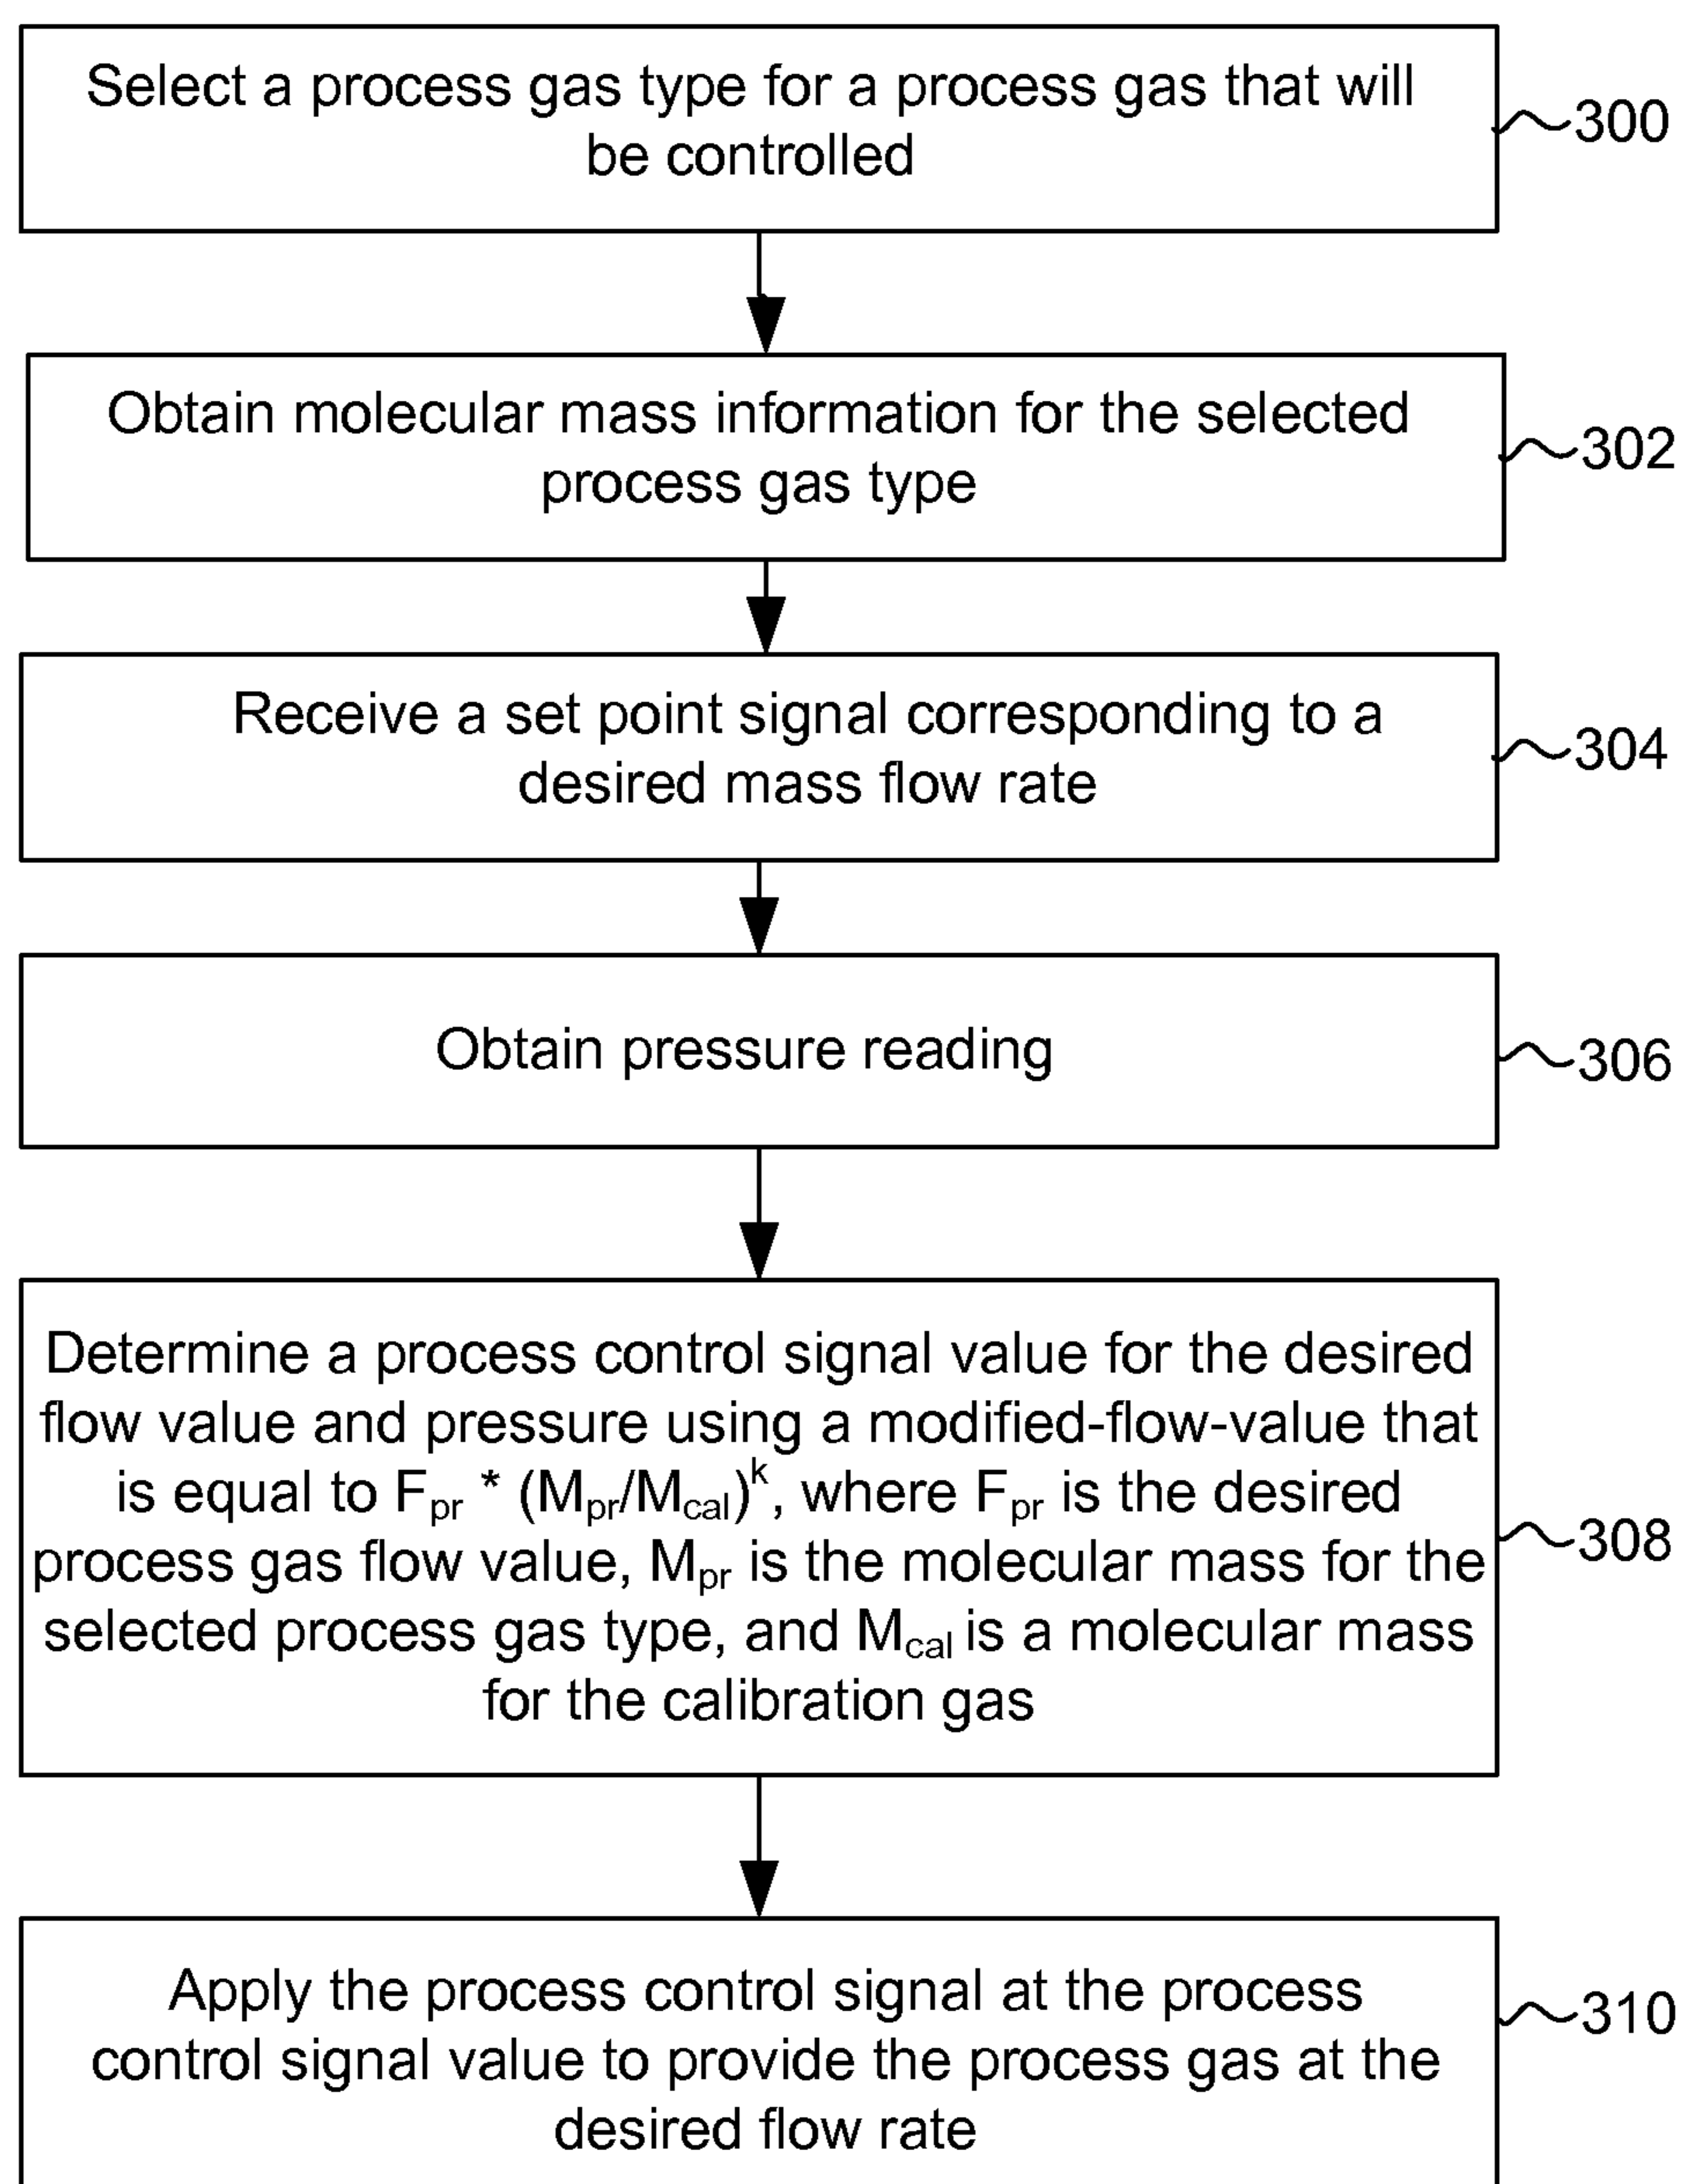 Select a process gas type for a process gas that will
be controlled
300
Obtain molecular mass information for the selected
process gas type
302
Receive a set point signal corresponding to a
desired mass flow rate
304
Obtain pressure reading
306
Determine a process control signal value for the desired
flow value and pressure using a modified-flow-value that
is equal to Fpr * (Mpr/Mcal)^k, where Fpr is the desired
process gas flow value, Mpr is the molecular mass for the
selected process gas type, and Mcal is a molecular mass
for the calibration gas
308
Apply the process control signal at the process
control signal value to provide the process gas at the
desired flow rate
310